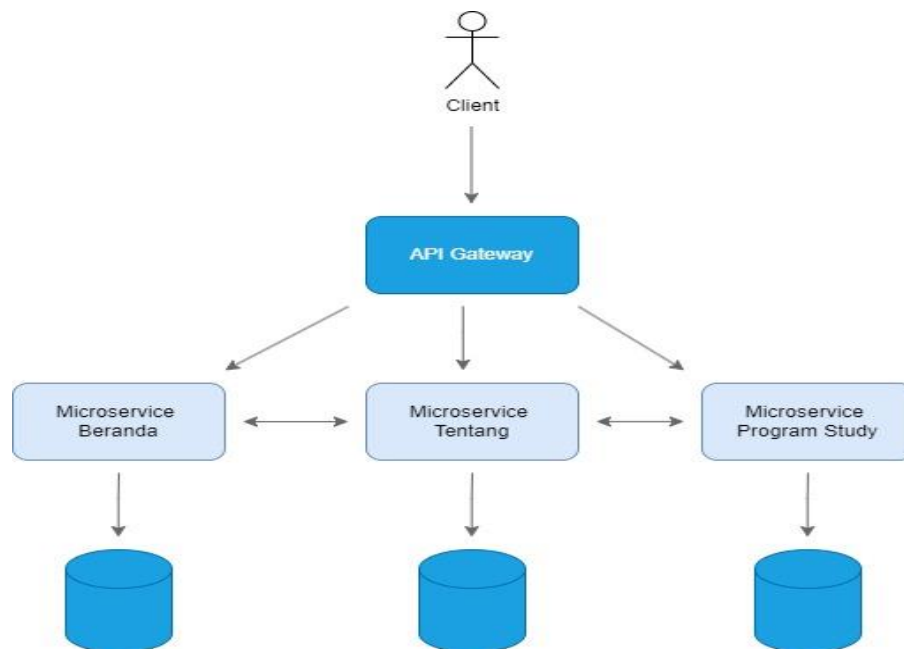 Client
API Gateway
Microservice
Beranda
Microservice
Tentang
Microservice
Program Study